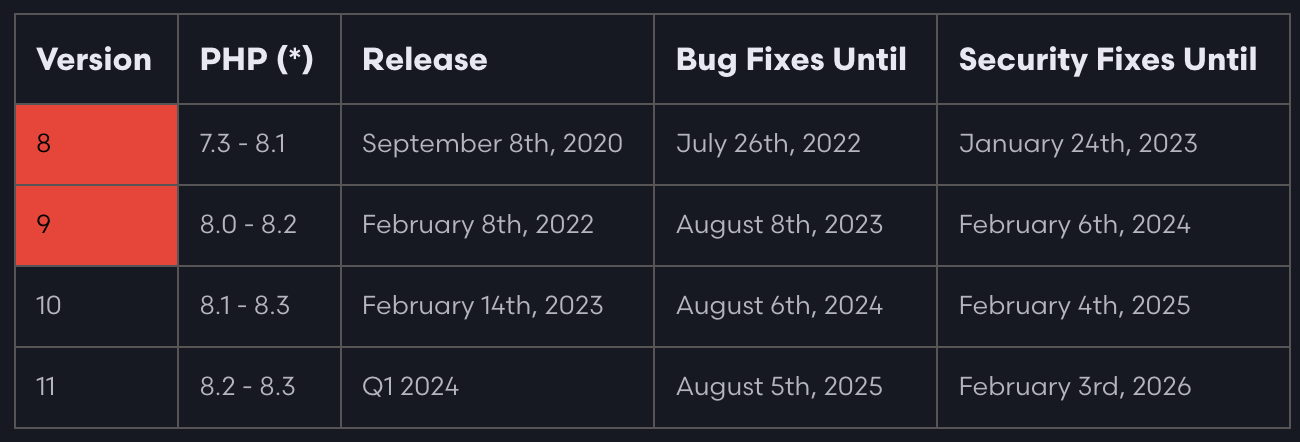 Version PHP (*) Release Bug Fixes Until Security Fixes Until
8 7.3 - 8.1 September 8th, 2020 July 26th, 2022 January 24th, 2023
9 8.0 - 8.2 February 8th, 2022 August 8th, 2023 February 6th, 2024
10 8.1 - 8.3 February 14th, 2023 August 6th, 2024 February 4th, 2025
11 8.2 - 8.3 Q1 2024 August 5th, 2025 February 3rd, 2026